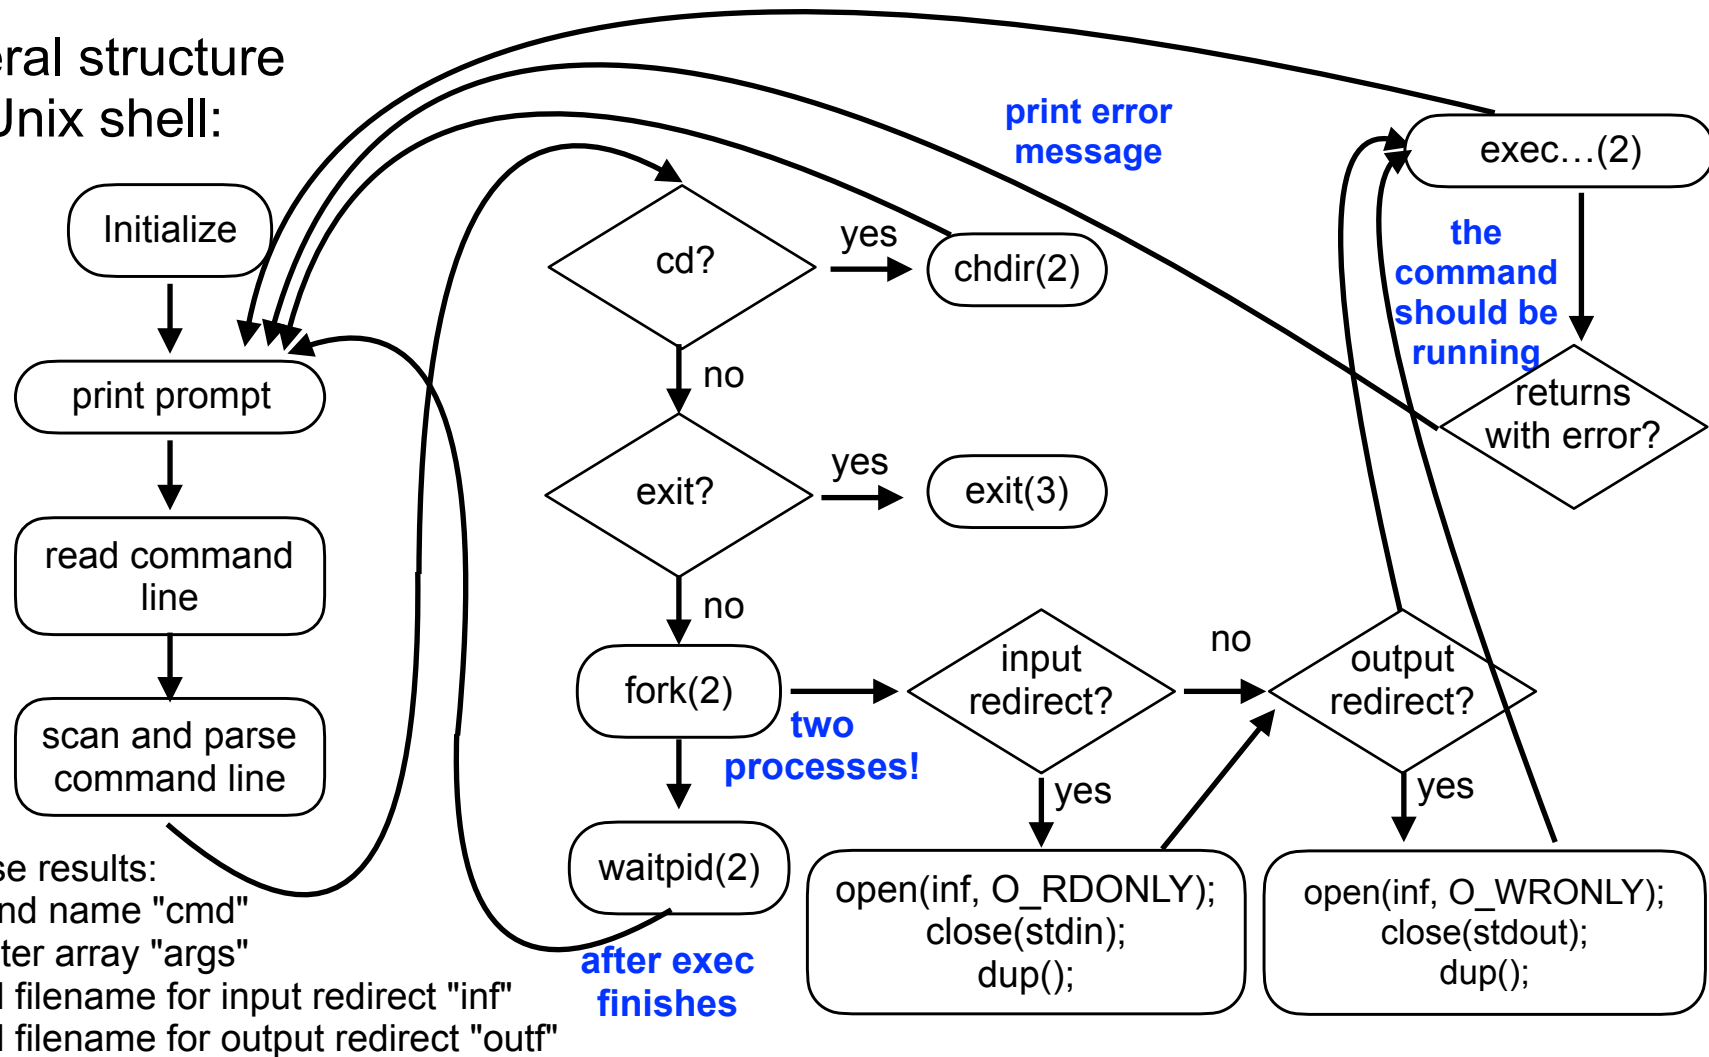 eral structure
Unix shell:
Initialize
print prompt
read command
line
scan and parse
command line
se results:
nd name "cmd"
ter array "args"
l filename for input redirect "inf"
l filename for output redirect "outf"
cd?
yes
chdir(2)
no
exit?
yes
exit(3)
no
fork(2)
two
processes!
waitpid(2)
after exec
finishes
input
redirect?
no
yes
open(inf, O_RDONLY);
close(stdin);
dup();
output
redirect?
yes
open(inf, O_WRONLY);
close(stdout);
dup();
print error
message
exec…(2)
the
command
should be
running
returns
with error?